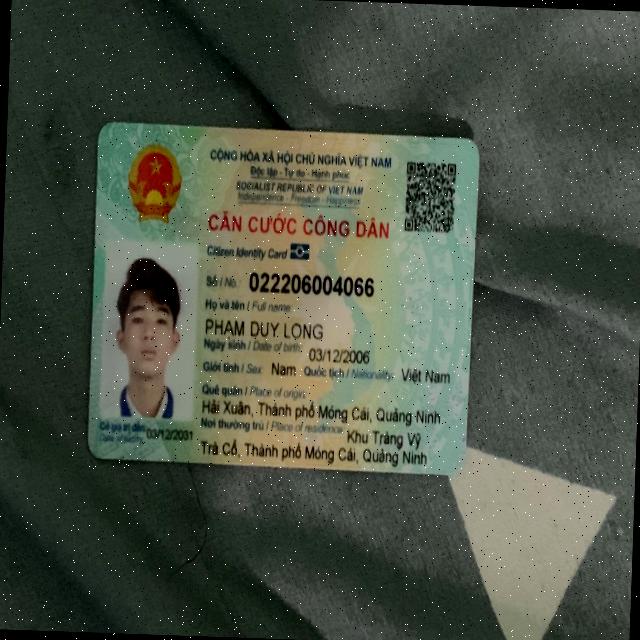 CỘNG HÒA XÃ HỘI CHỦ NGHĨA VIỆT NAM
Độc lập - Tự do - Hạnh phúc
SOCIALIST REPUBLIC OF VIET NAM
Independence - Freedom - Happiness
CĂN CƯỚC CÔNG DÂN
Citizen Identity Card
Số / No.: 022206004066
Họ và tên / Full name:
PHẠM DUY LONG
Ngày sinh / Date of birth: 03/12/2006
Giới tính / Sex: Nam Quốc tịch / Nationality: Việt Nam
Quê quán / Place of origin:
Hải Xuân, Thành phố Móng Cái, Quảng Ninh
Nơi thường trú / Place of residence: Khu Tràng Vỹ
Trà Cổ, Thành phố Móng Cái, Quảng Ninh
Có giá trị đến: 03/12/2031